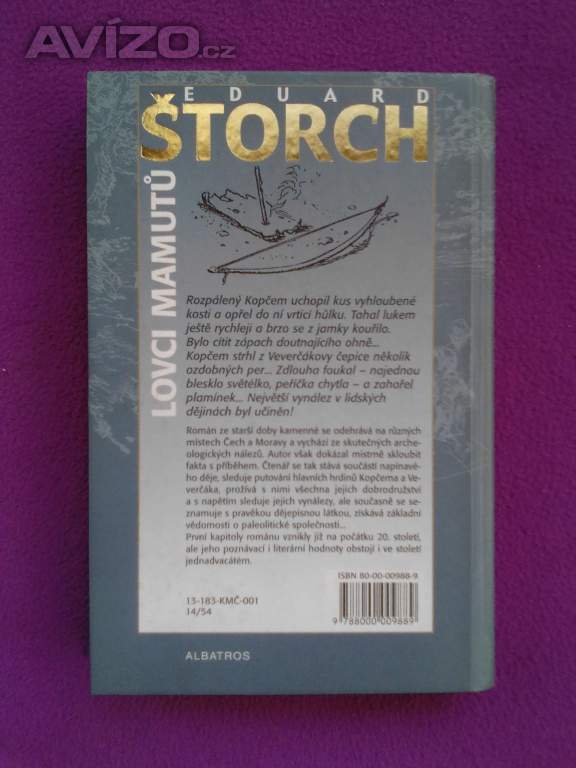 AVÍZO.cz
EDUARD
ŠTORCH
LOVCI MAMUTŮ
Rozpálený Kopčem uchopil kus vyhloubené
kosti a opřel do ní vrticí hůlku. Tahal lukem
ještě rychleji a brzo se z jamky kouřilo.
Bylo cítit zápach doutnajícího ohně...
Kopčem strhl z Veverčákovy čepice několik
ozdobných per... Zdlouha foukal – najednou
blesklo světélko, peříčka chytla – a zahořel
plamínek... Největší vynález v lidských
dějinách byl učiněn!
Román ze starší doby kamenné se odehrává na různých
místech Čech a Moravy a vychází ze skutečných arche-
ologických nálezů. Autor však dokázal mistrně skloubit
fakta s příběhem. Čtenář se tak stává součástí napínavé-
ho děje, sleduje putování hlavních hrdinů Kopčema a Ve-
verčáka, prožívá s nimi všechna jejich dobrodružství
a s napětím sleduje jejich vynálezy, ale současně se se-
znamuje s pravěkou dějepisnou látkou, získává základní
vědomosti o paleolitické společnosti...
První kapitoly románu vznikly již na počátku 20. století,
ale jeho poznávací i literární hodnoty obstojí i ve století
jednadvacátém.
ISBN 80-00-00988-9
13-183-KMČ-001
14/54
9 788000 009889
ALBATROS